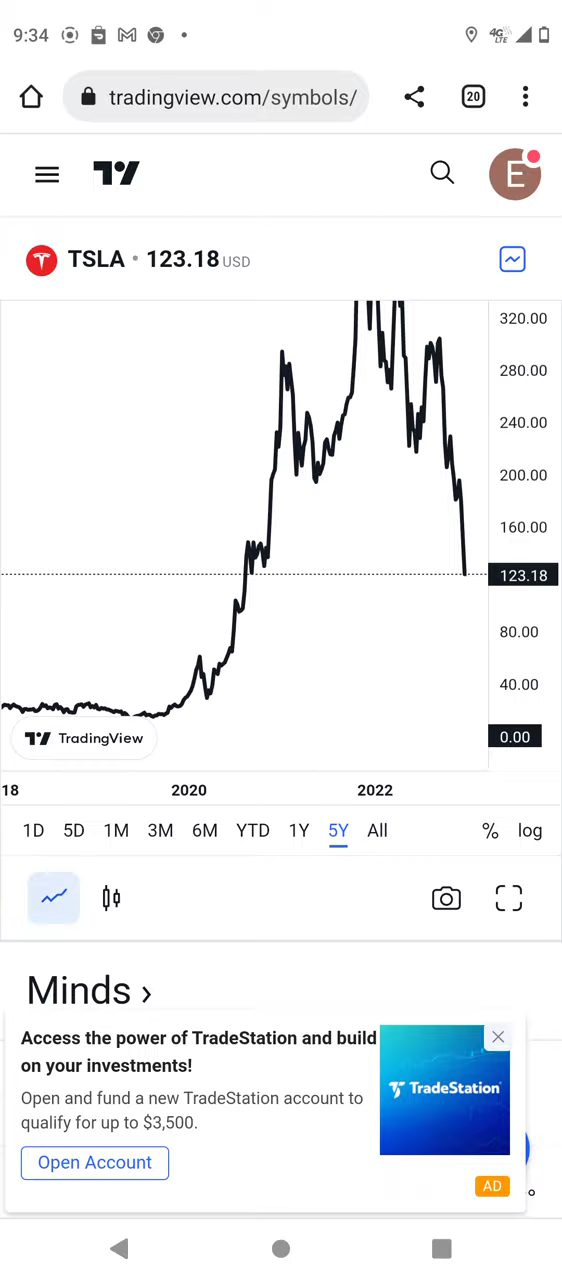 9:34
4G
LTE
tradingview.com/symbols/
20
E
TSLA • 123.18 USD
320.00
280.00
240.00
200.00
160.00
123.18
80.00
40.00
0.00
TradingView
18 2020 2022
1D 5D 1M 3M 6M YTD 1Y 5Y All % log
Minds ›
Access the power of TradeStation and build
on your investments!
Open and fund a new TradeStation account to
qualify for up to $3,500.
Open Account
TradeStation
AD